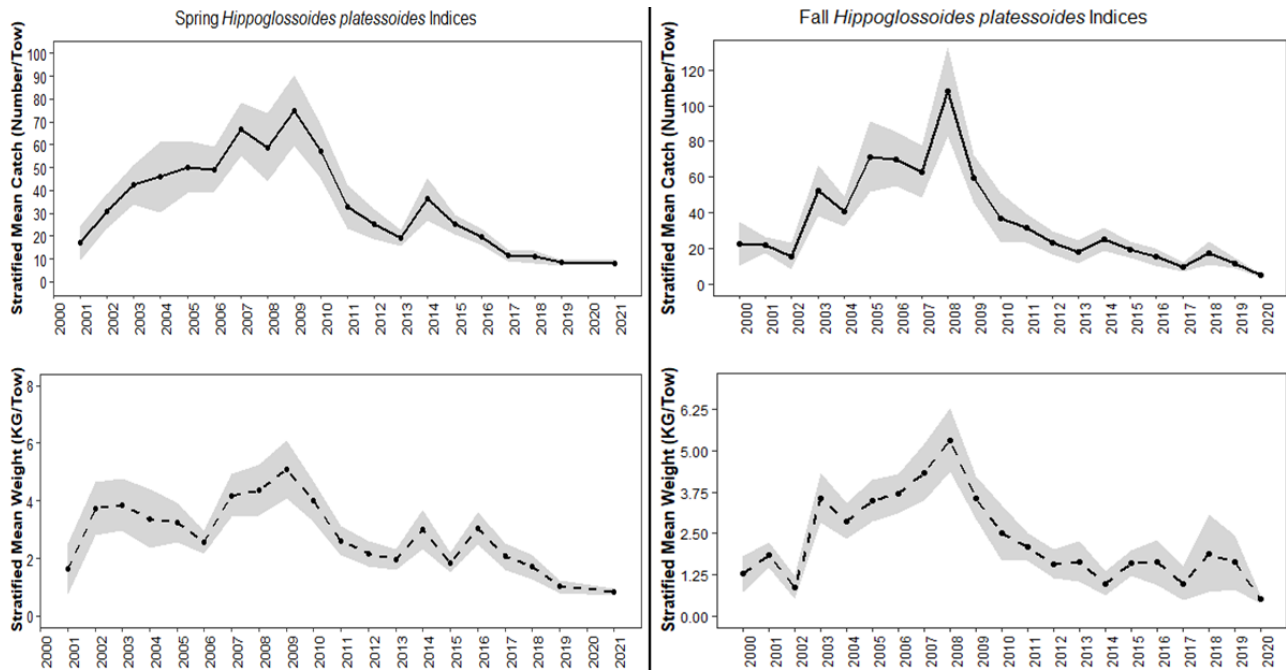 Spring Hippoglossoides platessoides Indices
Stratified Mean Catch (Number/Tow)
100
90
80
70
60
50
40
30
20
10
0
2000 2001 2002 2003 2004 2005 2006 2007 2008 2009 2010 2011 2012 2013 2014 2015 2016 2017 2018 2019 2020 2021
Stratified Mean Weight (KG/Tow)
8
6
4
2
0
2000 2001 2002 2003 2004 2005 2006 2007 2008 2009 2010 2011 2012 2013 2014 2015 2016 2017 2018 2019 2020 2021
Fall Hippoglossoides platessoides Indices
Stratified Mean Catch (Number/Tow)
120
100
80
60
40
20
0
2000 2001 2002 2003 2004 2005 2006 2007 2008 2009 2010 2011 2012 2013 2014 2015 2016 2017 2018 2019 2020
Stratified Mean Weight (KG/Tow)
6.25
5.00
3.75
2.50
1.25
0.00
2000 2001 2002 2003 2004 2005 2006 2007 2008 2009 2010 2011 2012 2013 2014 2015 2016 2017 2018 2019 2020